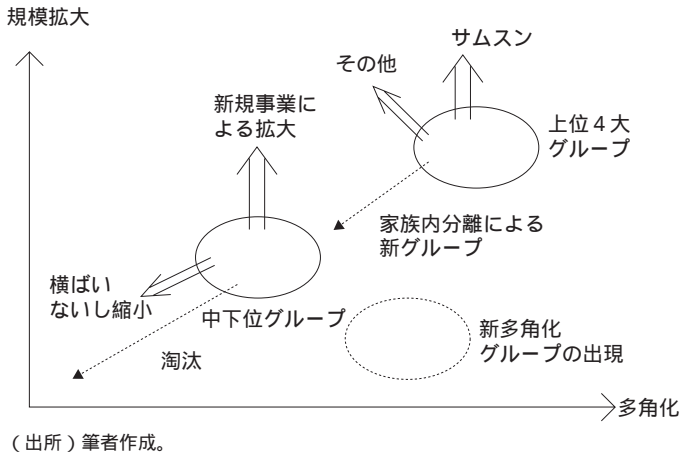 規模拡大
サムスン
その他
新規事業に
よる拡大
上位４大
グループ
家族内分離による
新グループ
横ばい
ないし縮小
中下位グループ
新多角化
グループの出現
淘汰
多角化
（出所）筆者作成。